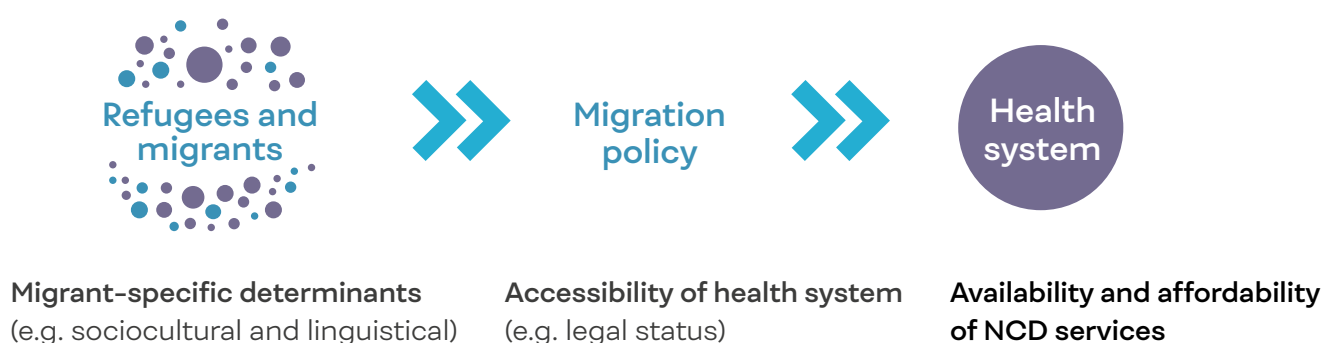 Refugees and
migrants
Migration
policy
Health
system
Migrant-specific determinants
(e.g. sociocultural and linguistical)
Accessibility of health system
(e.g. legal status)
Availability and affordability
of NCD services